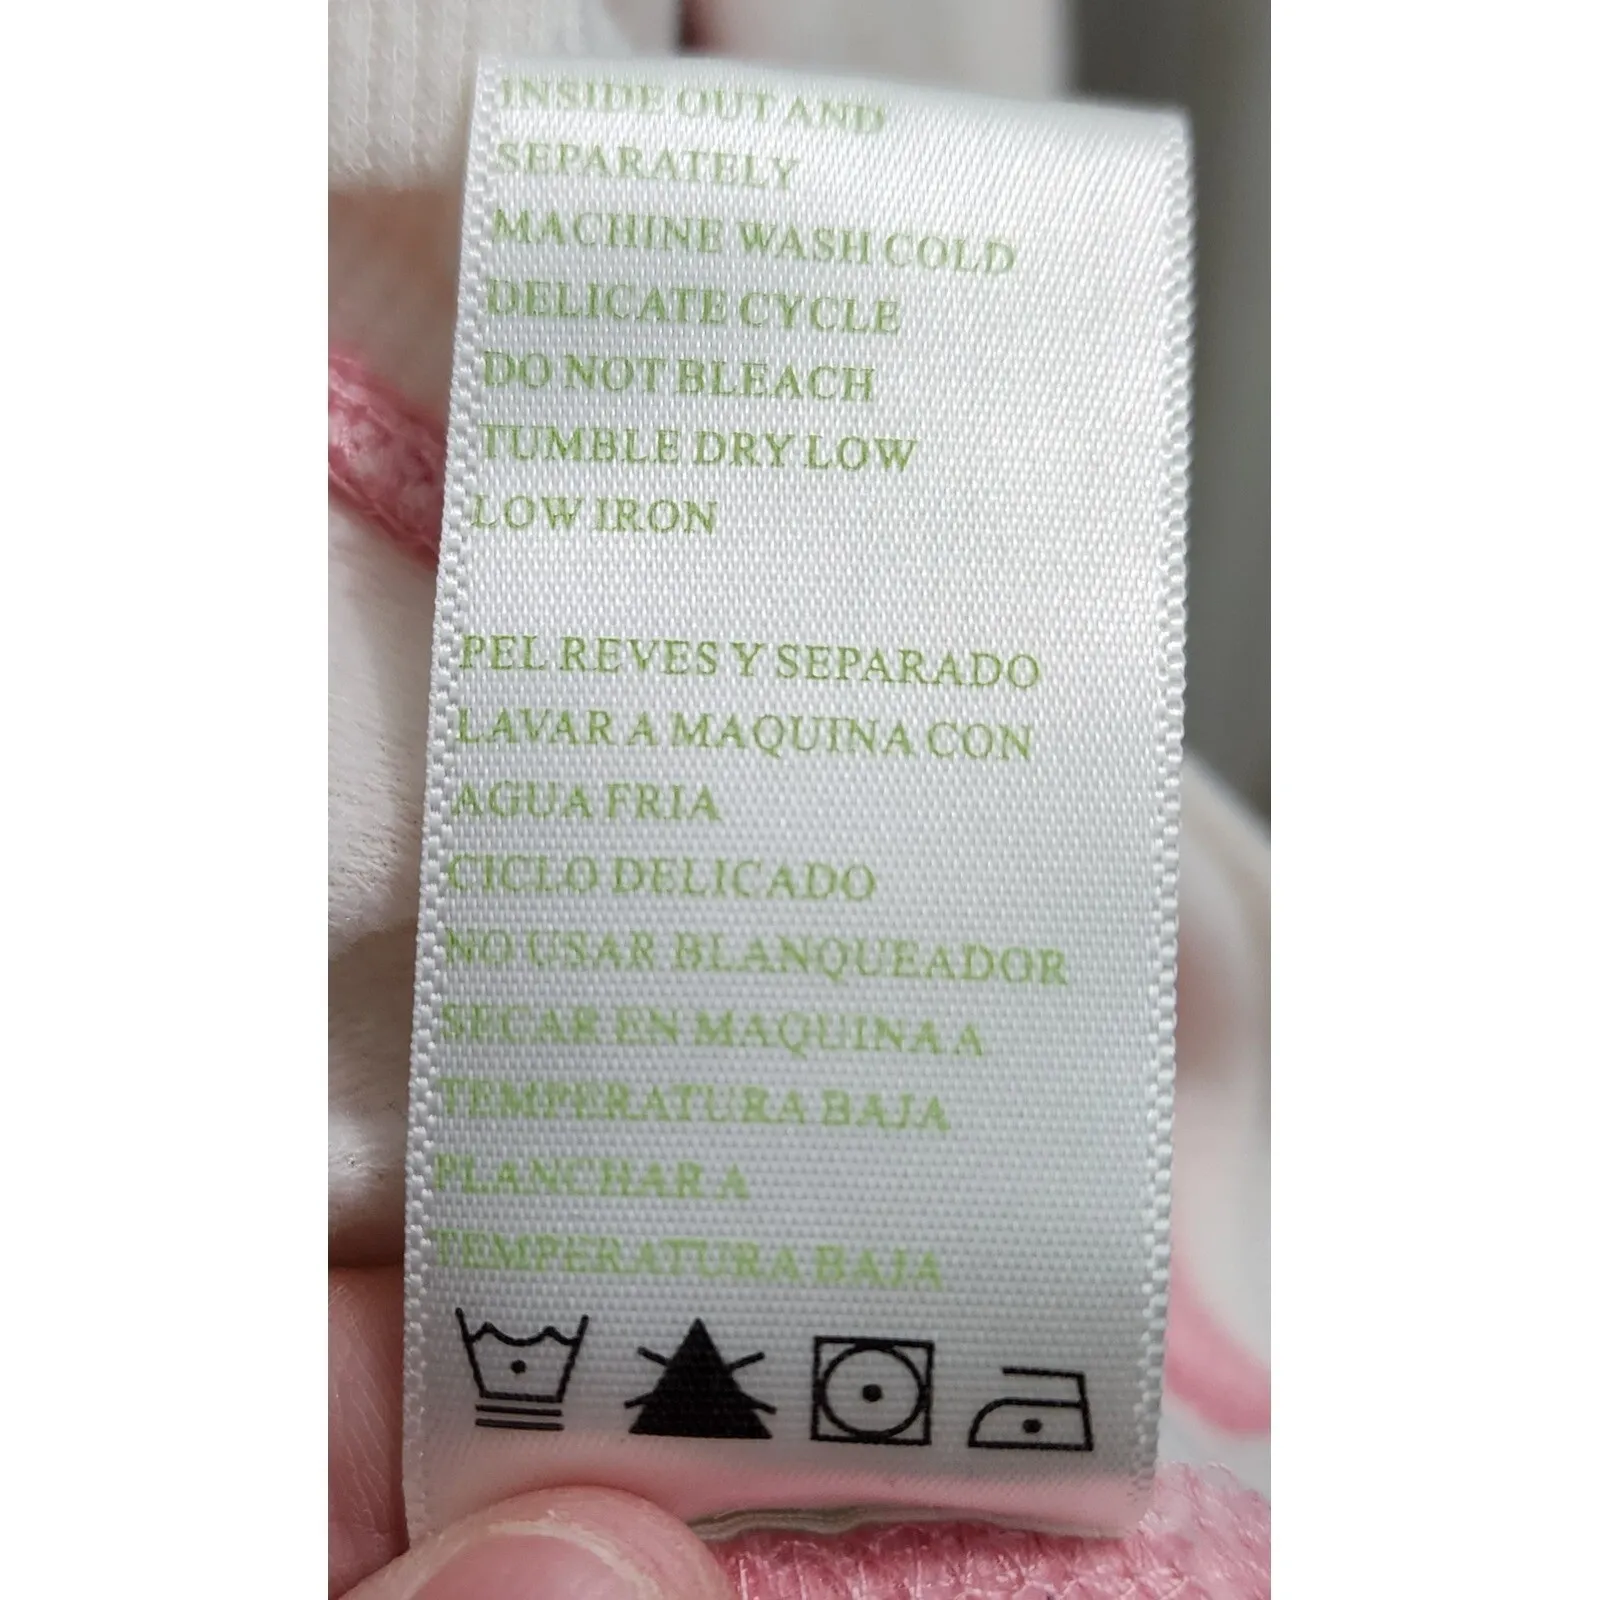 INSIDE OUT AND
SEPARATELY
MACHINE WASH COLD
DELICATE CYCLE
DO NOT BLEACH
TUMBLE DRY LOW
LOW IRON
PEL REVES Y SEPARADO
LAVAR A MAQUINA CON
AGUA FRIA
CICLO DELICADO
NO USAR BLANQUEADOR
SECAR EN MAQUINA A
TEMPERATURA BAJA
PLANCHAR A
TEMPERATURA BAJA